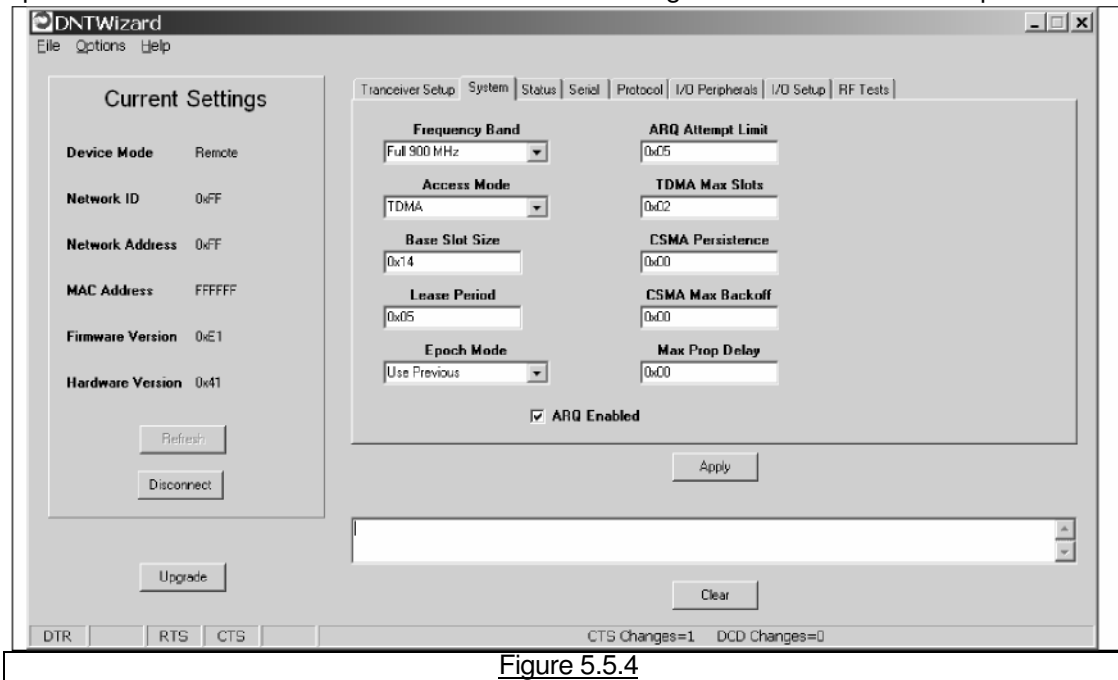 DNTWizard
File Options Help
Current Settings
Device Mode Remote
Network ID 0xFF
Network Address 0xFF
MAC Address FFFFFF
Firmware Version 0xE1
Hardware Version 0x41
Refresh
Disconnect
Upgrade
Tranceiver Setup System Status Serial Protocol I/O Peripherals I/O Setup RF Tests
Frequency Band
Full 900 MHz
Access Mode
TDMA
Base Slot Size
0x14
Lease Period
0x05
Epoch Mode
Use Previous
ARQ Attempt Limit
0x05
TDMA Max Slots
0x02
CSMA Persistence
0x00
CSMA Max Backoff
0x00
Max Prop Delay
0x00
ARQ Enabled
Apply
Clear
DTR RTS CTS CTS Changes=1 DCD Changes=0
Figure 5.5.4